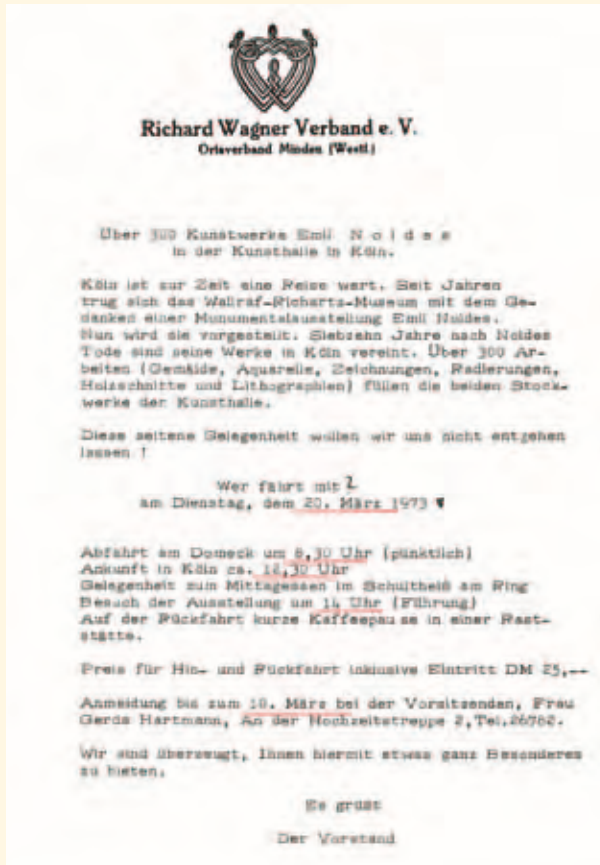 Richard Wagner Verband e. V.
Ortsverband Minden (Westf.)
Über 300 Kunstwerke Emil N o l d e s
in der Kunsthalle in Köln.
Köln ist zur Zeit eine Reise wert. Seit Jahren
trug sich das Wallraf-Richartz-Museum mit dem Ge-
danken einer Monumentalausstellung Emil Noldes.
Nun wird sie vorgestellt. Siebzehn Jahre nach Noldes
Tode sind seine Werke in Köln vereint. Über 300 Ar-
beiten (Gemälde, Aquarelle, Zeichnungen, Radierungen,
Holzschnitte und Lithographien) füllen die beiden Stock-
werke der Kunsthalle.
Diese seltene Gelegenheit wollen wir uns nicht entgehen
lassen !
Wer fährt mit ?
am Dienstag, dem 20. März 1973
Abfahrt am Domeck um 8,30 Uhr (pünktlich)
Ankunft in Köln ca. 12,30 Uhr
Gelegenheit zum Mittagessen im Schultheiß am Ring
Besuch der Ausstellung um 14 Uhr (Führung)
Auf der Rückfahrt kurze Kaffeepause in einer Rast-
stätte.
Preis für Hin- und Rückfahrt inklusive Eintritt DM 25,--
Anmeldung bis zum 10. März bei der Vorsitzenden, Frau
Gerda Hartmann, An der Hochzeitstreppe 2,Tel.26782.
Wir sind überzeugt, Ihnen hiermit etwas ganz Besonderes
zu bieten.
Es grüßt
Der Vorstand